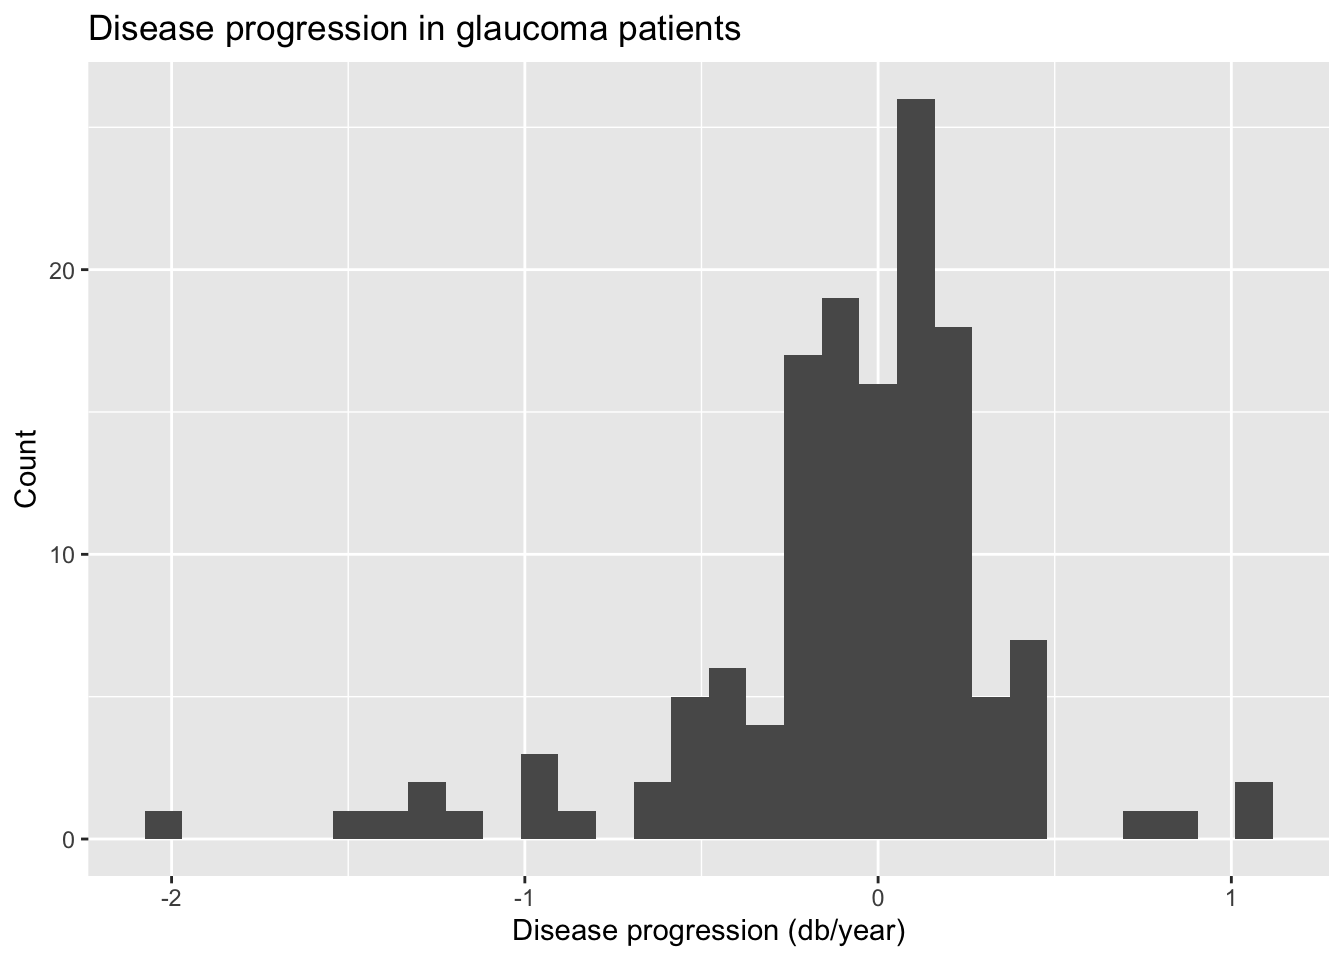 Disease progression in glaucoma patients
20
10
0
Count
-2 -1 0 1
Disease progression (db/year)